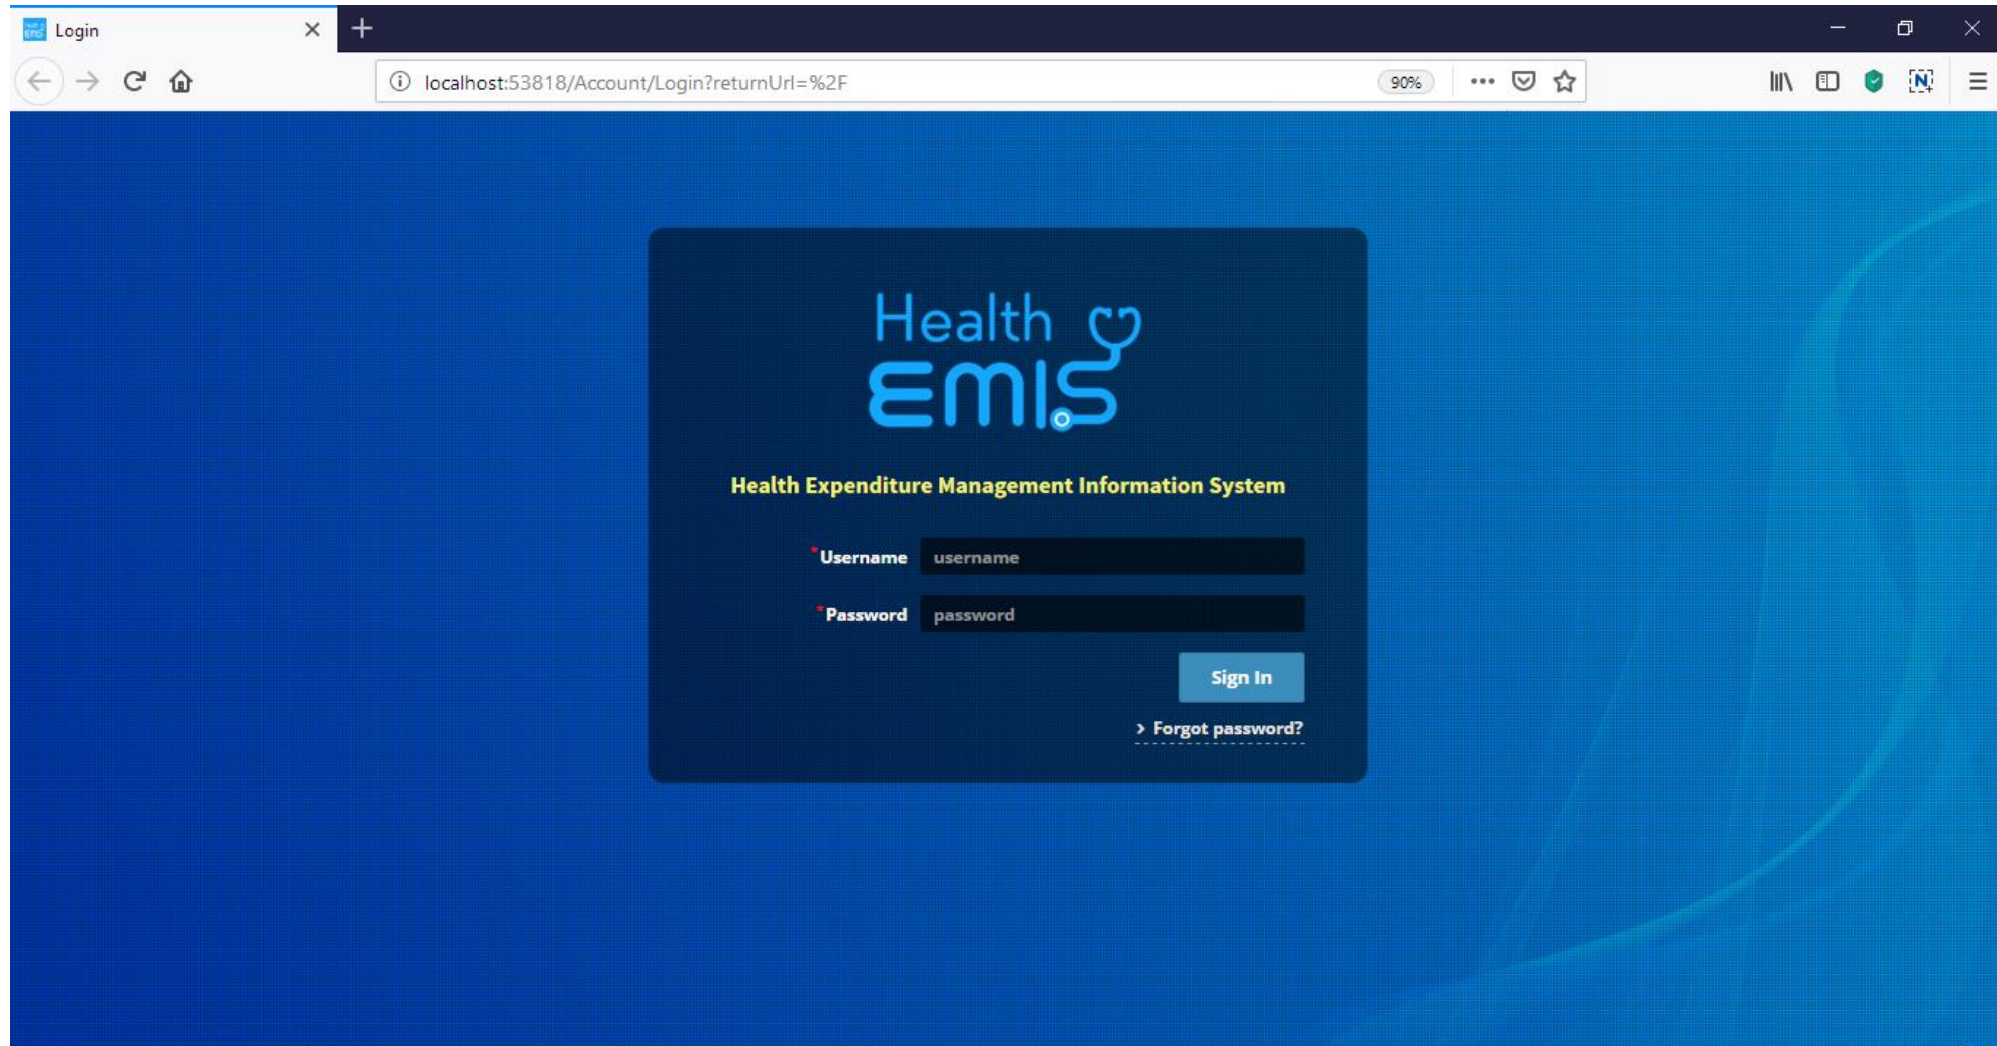 Login
localhost:53818/Account/Login?returnUrl=%2F
90%
Health
EMIS
Health Expenditure Management Information System
*Username username
*Password password
Sign In
> Forgot password?